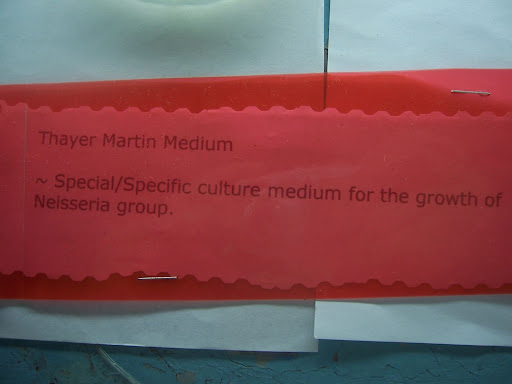 Thayer Martin Medium
~ Special/Specific culture medium for the growth of
Neisseria group.